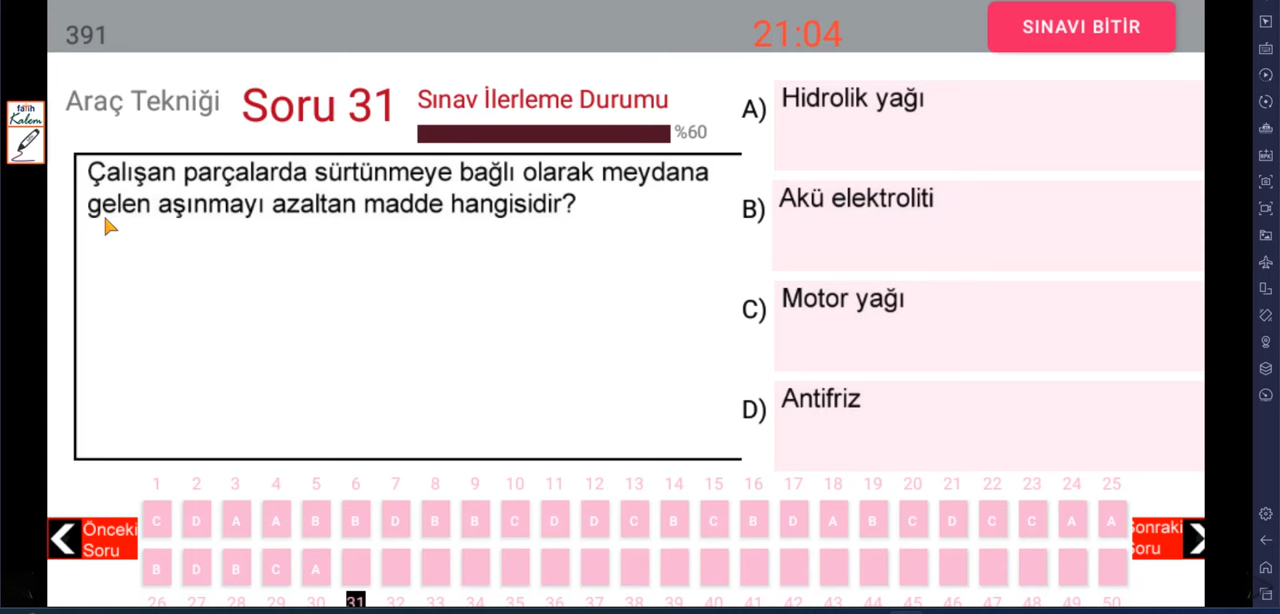 391
21:04
SINAVI BİTİR
fatih
Kalem
Araç Tekniği
Soru 31
Sınav İlerleme Durumu
%60
Çalışan parçalarda sürtünmeye bağlı olarak meydana
gelen aşınmayı azaltan madde hangisidir?
A) Hidrolik yağı
B) Akü elektroliti
C) Motor yağı
D) Antifriz
1 2 3 4 5 6 7 8 9 10 11 12 13 14 15 16 17 18 19 20 21 22 23 24 25
C D A A B B D B B C D D C B C B D A B C D C C A A
Önceki
Soru
Sonraki
Soru
B D B C A
26 27 28 29 30 31 32 33 34 35 36 37 38 39 40 41 42 43 44 45 46 47 48 49 50